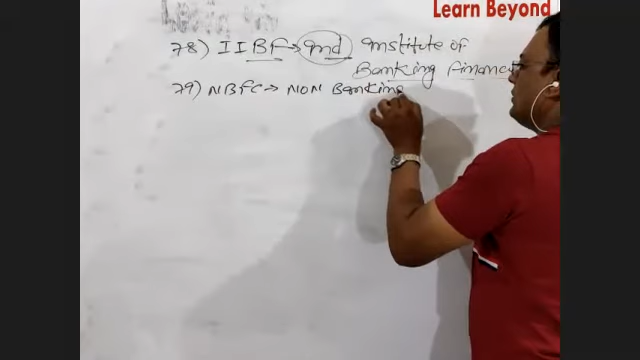 Learn Beyond
78) IIBF → Ind Institute of
Banking Finance
79) NBFC → NON Banking